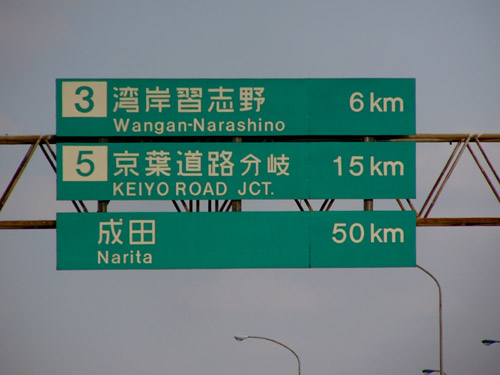 3 湾岸習志野 6 km
Wangan-Narashino
5 京葉道路分岐 15 km
KEIYO ROAD JCT.
成田 50 km
Narita